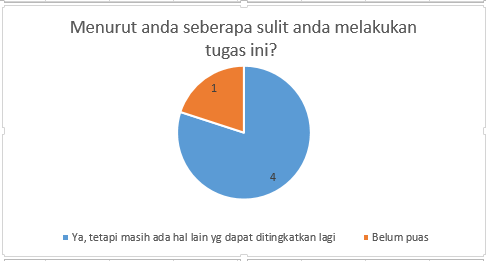 Menurut anda seberapa sulit anda melakukan
tugas ini?
1
4
Ya, tetapi masih ada hal lain yg dapat ditingkatkan lagi
Belum puas